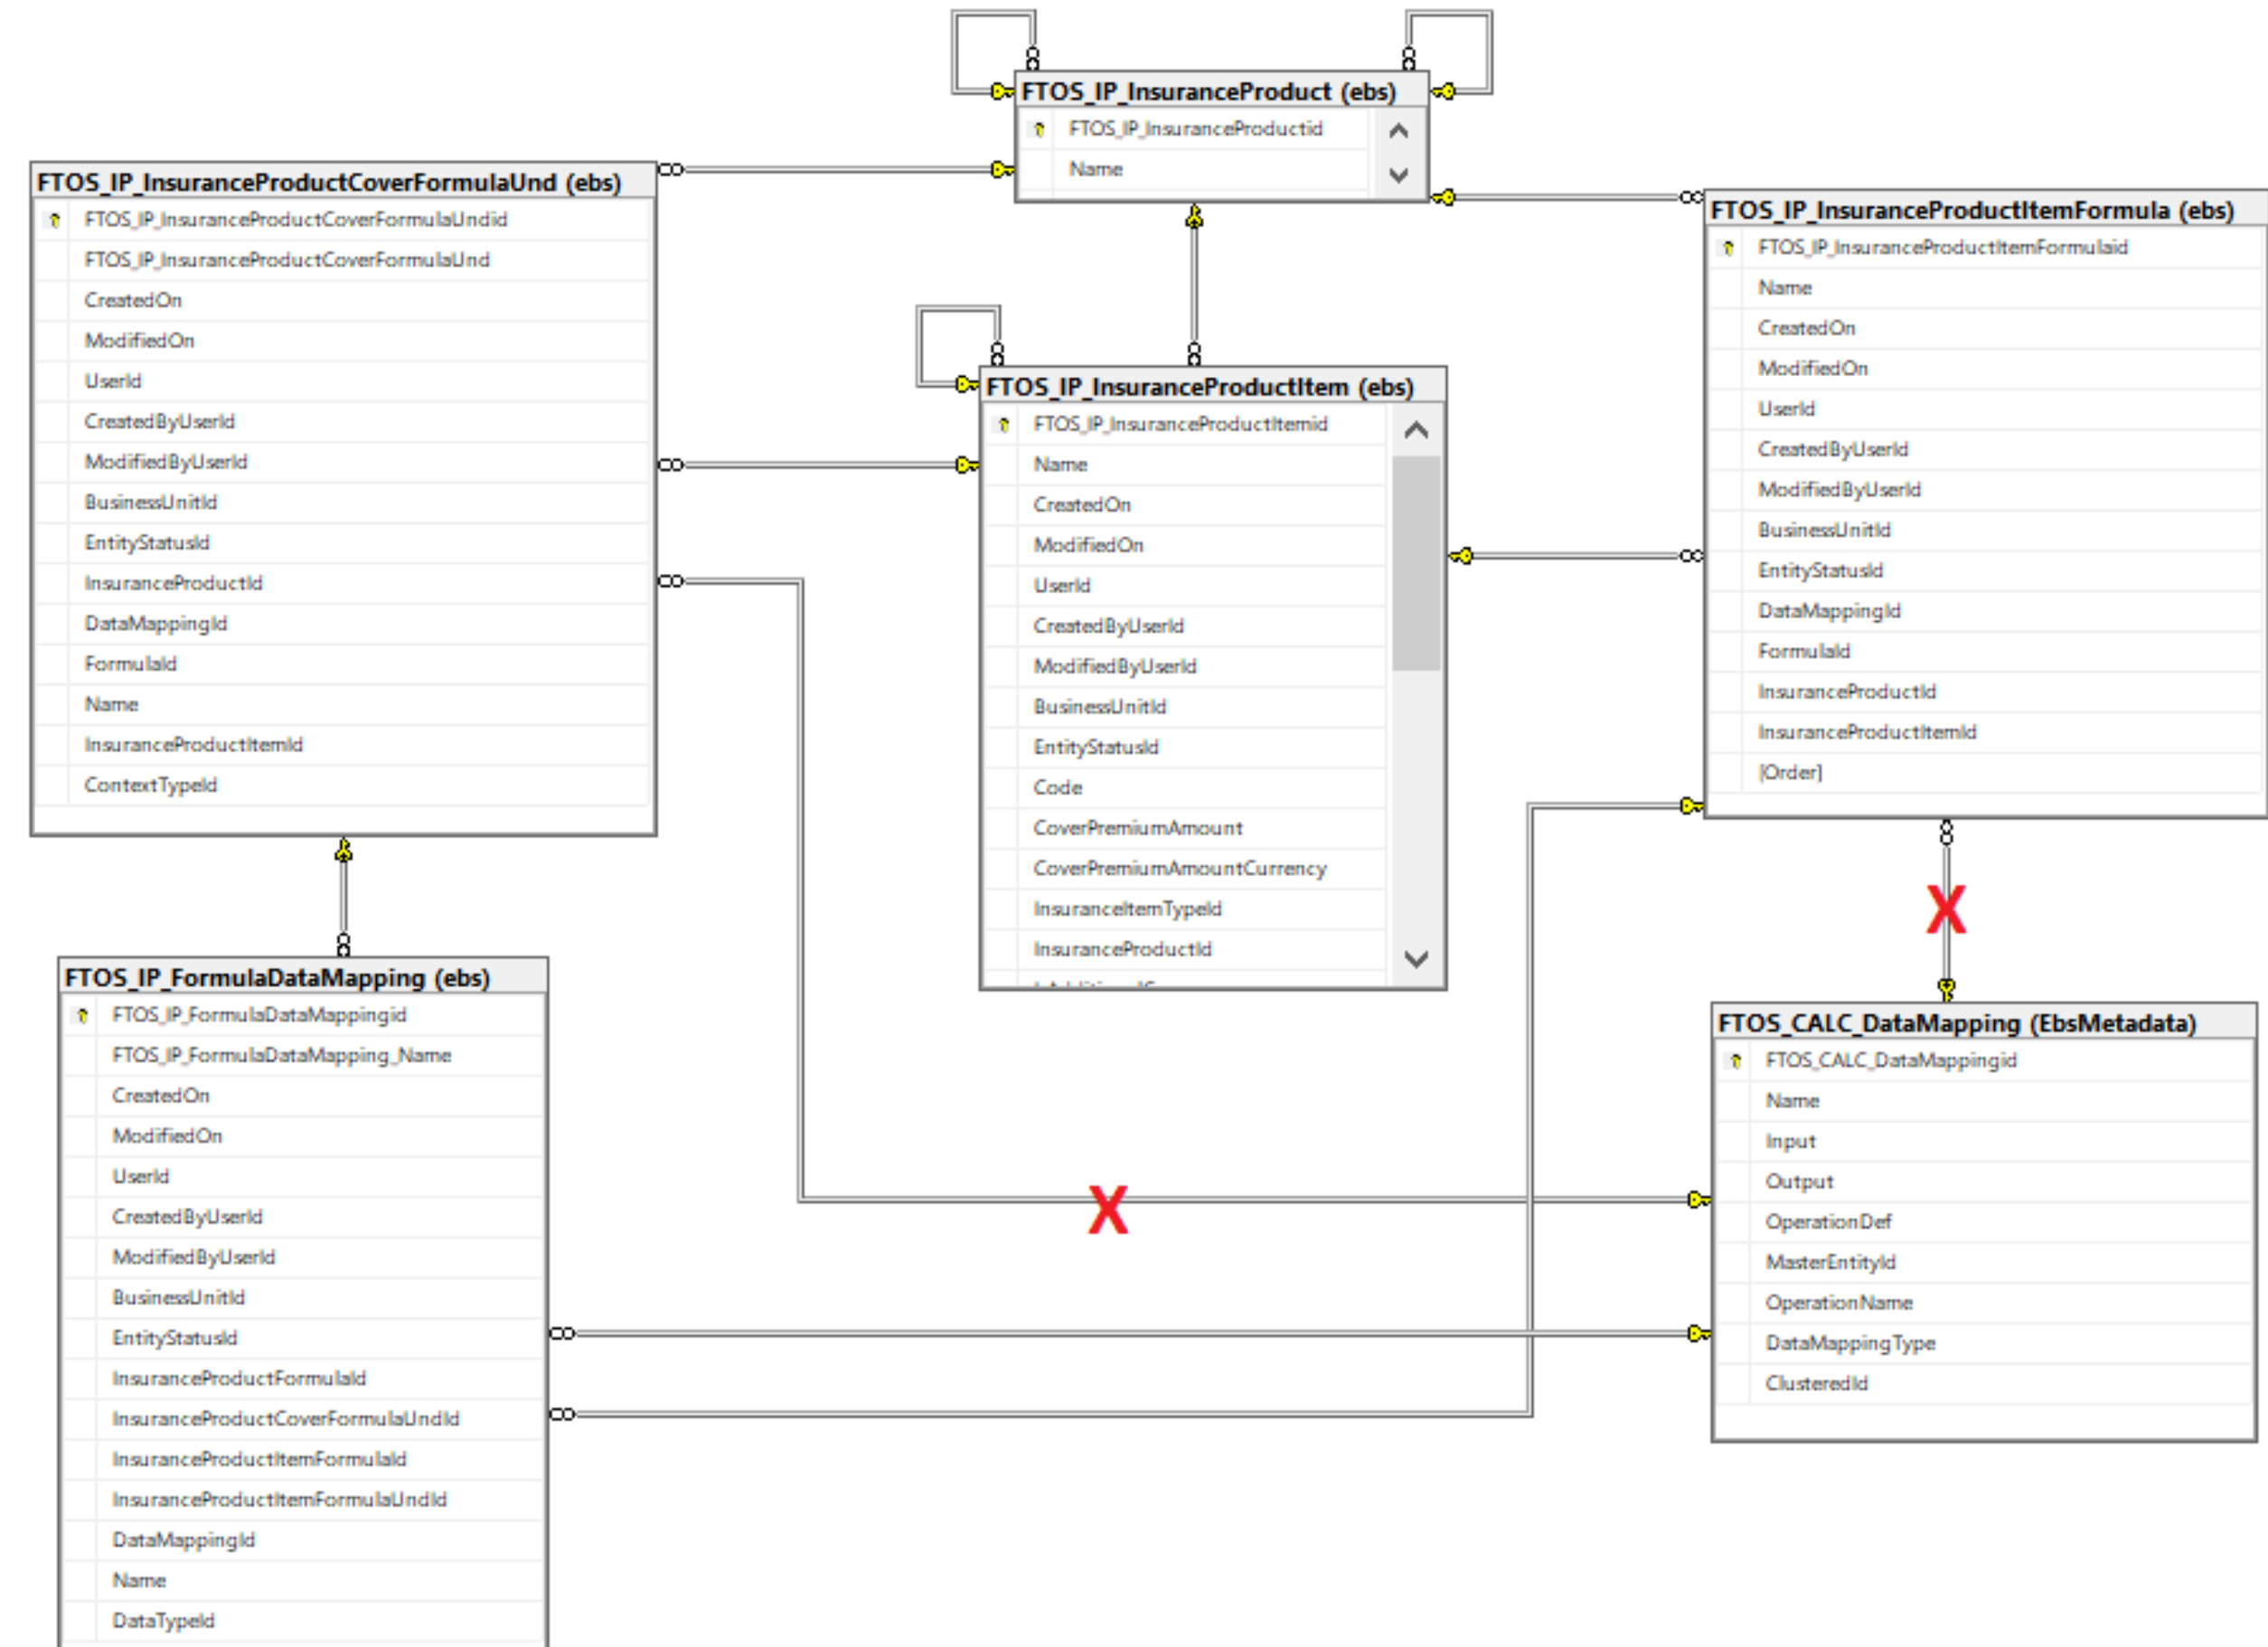 FTOS_IP_InsuranceProduct (ebs)
FTOS_IP_InsuranceProductid
Name
FTOS_IP_InsuranceProductCoverFormulaUnd (ebs)
FTOS_IP_InsuranceProductCoverFormulaUndid
FTOS_IP_InsuranceProductCoverFormulaUnd
CreatedOn
ModifiedOn
UserId
CreatedByUserId
ModifiedByUserId
BusinessUnitId
EntityStatusId
InsuranceProductId
DataMappingId
FormulaId
Name
InsuranceProductItemId
ContextTypeId
FTOS_IP_InsuranceProductItem (ebs)
FTOS_IP_InsuranceProductItemid
Name
CreatedOn
ModifiedOn
UserId
CreatedByUserId
ModifiedByUserId
BusinessUnitId
EntityStatusId
Code
CoverPremiumAmount
CoverPremiumAmountCurrency
InsuranceItemTypeId
InsuranceProductId
FTOS_IP_InsuranceProductItemFormula (ebs)
FTOS_IP_InsuranceProductItemFormulaid
Name
CreatedOn
ModifiedOn
UserId
CreatedByUserId
ModifiedByUserId
BusinessUnitId
EntityStatusId
DataMappingId
FormulaId
InsuranceProductId
InsuranceProductItemId
[Order]
X
FTOS_IP_FormulaDataMapping (ebs)
FTOS_IP_FormulaDataMappingid
FTOS_IP_FormulaDataMapping_Name
CreatedOn
ModifiedOn
UserId
CreatedByUserId
ModifiedByUserId
BusinessUnitId
EntityStatusId
InsuranceProductFormulaId
InsuranceProductCoverFormulaUndId
InsuranceProductItemFormulaId
InsuranceProductItemFormulaUndId
DataMappingId
Name
DataTypeId
X
FTOS_CALC_DataMapping (EbsMetadata)
FTOS_CALC_DataMappingid
Name
Input
Output
OperationDef
MasterEntityId
OperationName
DataMappingType
ClusteredId